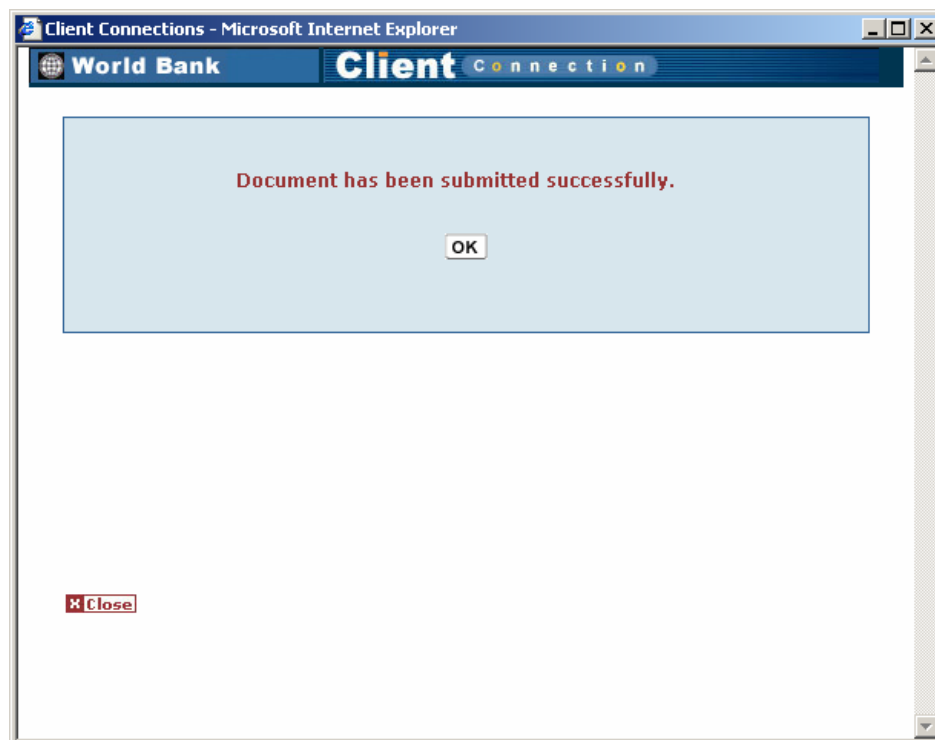 Client Connections - Microsoft Internet Explorer
World Bank
Client Connection
Document has been submitted successfully.
OK
X Close